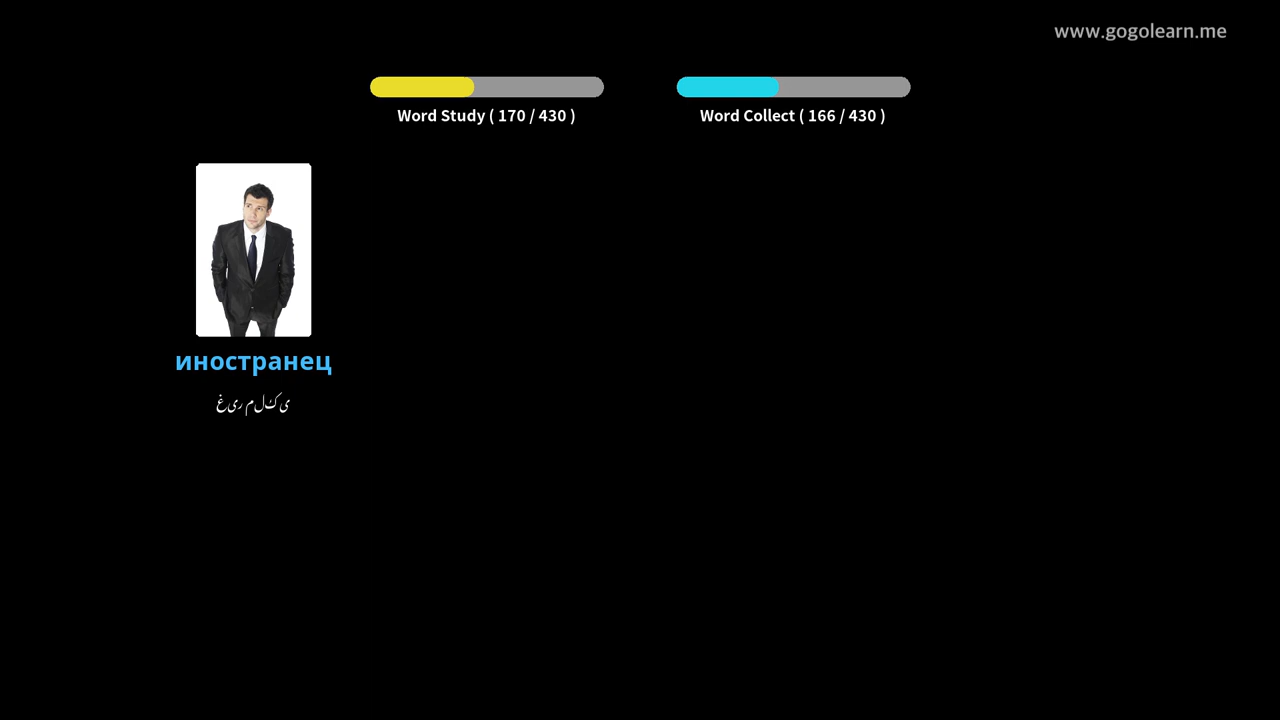 www.gogolearn.me
Word Study ( 170 / 430 )
Word Collect ( 166 / 430 )
иностранец
غیر ملکی